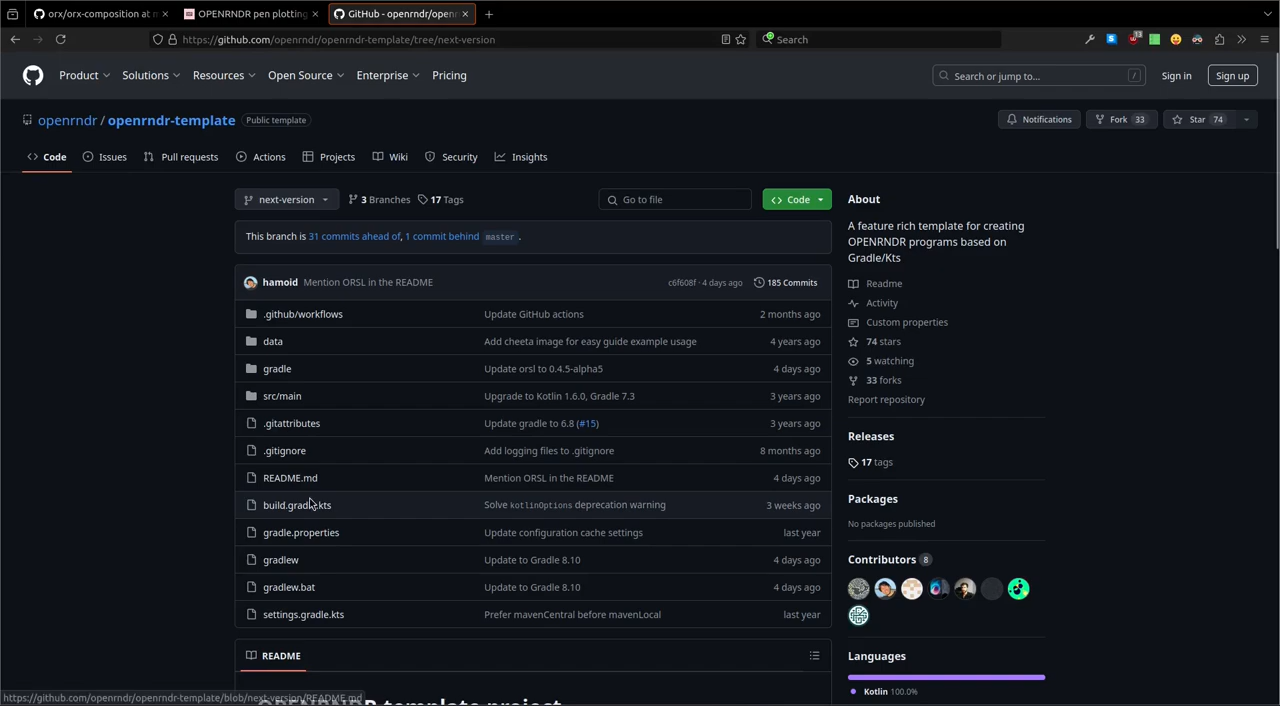 orx/orx-composition at m
OPENRNDR pen plotting
GitHub - openrndr/openr
https://github.com/openrndr/openrndr-template/tree/next-version
Search
13
Product
Solutions
Resources
Open Source
Enterprise
Pricing
Search or jump to...
/
Sign in
Sign up
openrndr / openrndr-template
Public template
Notifications
Fork 33
Star 74
Code
Issues
Pull requests
Actions
Projects
Wiki
Security
Insights
next-version
3 Branches
17 Tags
Go to file
Code
This branch is 31 commits ahead of, 1 commit behind master .
hamoid Mention ORSL in the README c6f608f · 4 days ago 185 Commits
.github/workflows Update GitHub actions 2 months ago
data Add cheeta image for easy guide example usage 4 years ago
gradle Update orsl to 0.4.5-alpha5 4 days ago
src/main Upgrade to Kotlin 1.6.0, Gradle 7.3 3 years ago
.gitattributes Update gradle to 6.8 (#15) 3 years ago
.gitignore Add logging files to .gitignore 8 months ago
README.md Mention ORSL in the README 4 days ago
build.gradle.kts Solve kotlinOptions deprecation warning 3 weeks ago
gradle.properties Update configuration cache settings last year
gradlew Update to Gradle 8.10 4 days ago
gradlew.bat Update to Gradle 8.10 4 days ago
settings.gradle.kts Prefer mavenCentral before mavenLocal last year
README
OPENRNDR template project
About
A feature rich template for creating
OPENRNDR programs based on
Gradle/Kts
Readme
Activity
Custom properties
74 stars
5 watching
33 forks
Report repository
Releases
17 tags
Packages
No packages published
Contributors 8
Languages
Kotlin 100.0%
https://github.com/openrndr/openrndr-template/blob/next-version/README.md